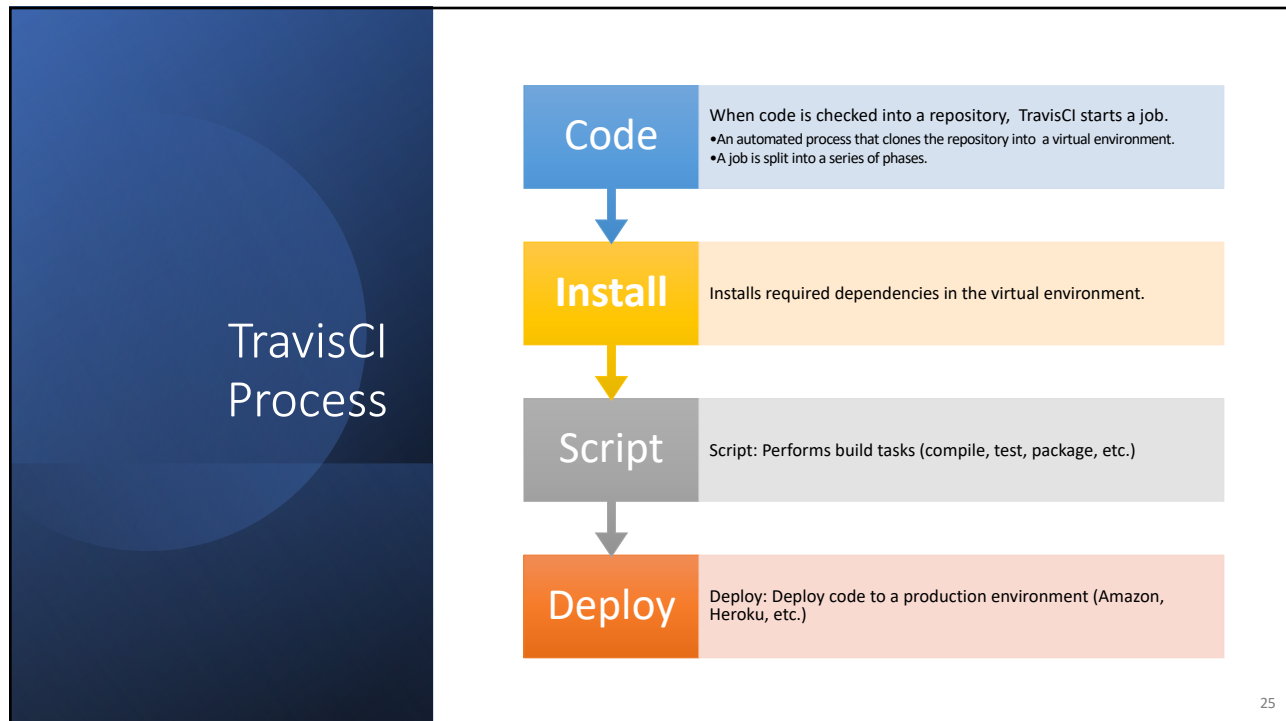 TravisCI
Process
Code
When code is checked into a repository, TravisCI starts a job.
•An automated process that clones the repository into a virtual environment.
•A job is split into a series of phases.
Install
Installs required dependencies in the virtual environment.
Script
Script: Performs build tasks (compile, test, package, etc.)
Deploy
Deploy: Deploy code to a production environment (Amazon,
Heroku, etc.)
25